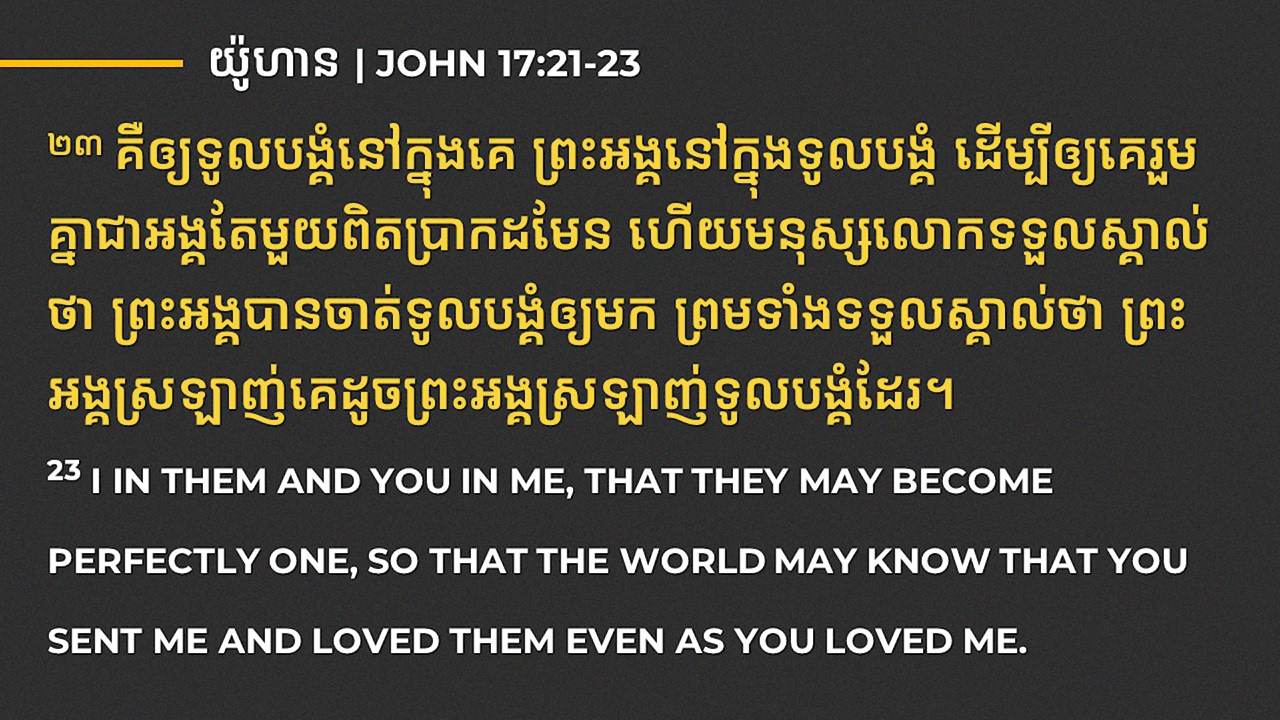 យ៉ូហាន | JOHN 17:21-23
២៣ គឺឲ្យទូលបង្គំនៅក្នុងគេ ព្រះអង្គនៅក្នុងទូលបង្គំ ដើម្បីឲ្យគេរួម
គ្នាជាអង្គតែមួយពិតប្រាកដមែន ហើយមនុស្សលោកទទួលស្គាល់
ថា ព្រះអង្គបានចាត់ទូលបង្គំឲ្យមក ព្រមទាំងទទួលស្គាល់ថា ព្រះ
អង្គស្រឡាញ់គេដូចព្រះអង្គស្រឡាញ់ទូលបង្គំដែរ។
23 I IN THEM AND YOU IN ME, THAT THEY MAY BECOME
PERFECTLY ONE, SO THAT THE WORLD MAY KNOW THAT YOU
SENT ME AND LOVED THEM EVEN AS YOU LOVED ME.